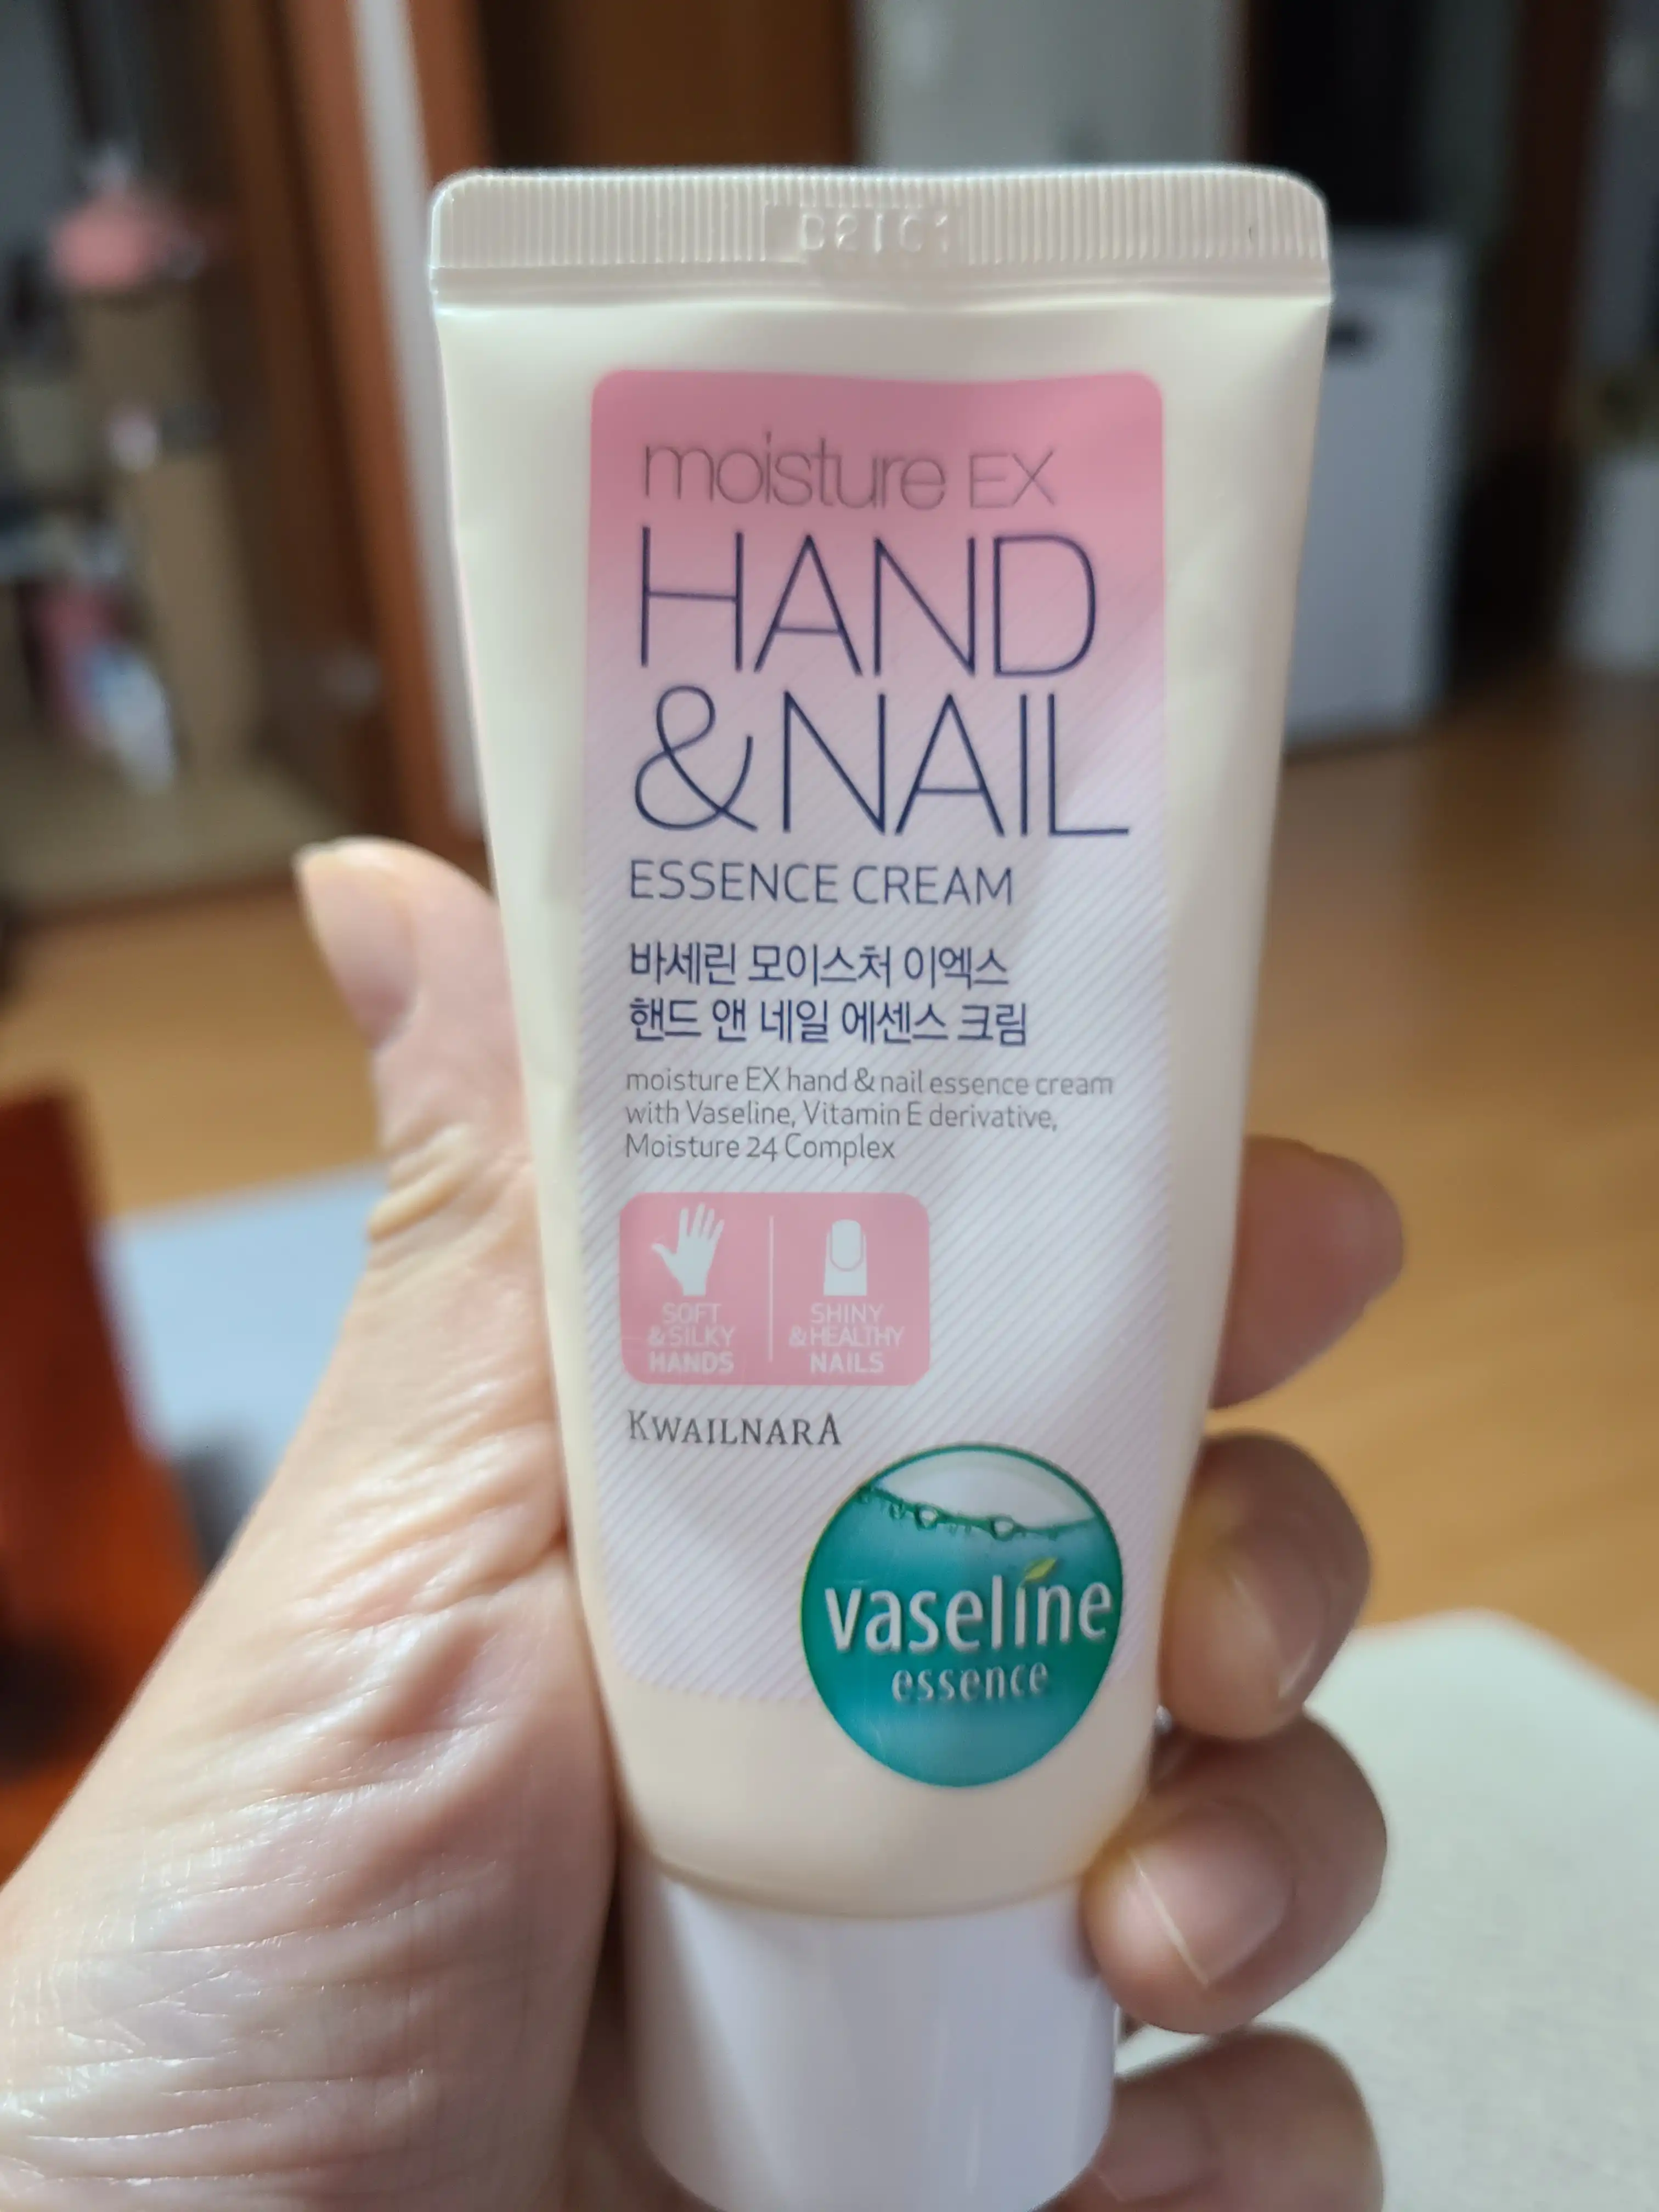 moisture EX
HAND
&NAIL
ESSENCE CREAM
바세린 모이스처 이엑스
핸드 앤 네일 에센스 크림
moisture EX hand & nail essence cream
with Vaseline, Vitamin E derivative,
Moisture 24 Complex
SOFT
&SILKY
HANDS
SHINY
&HEALTHY
NAILS
KWAILNARA
vaseline
essence